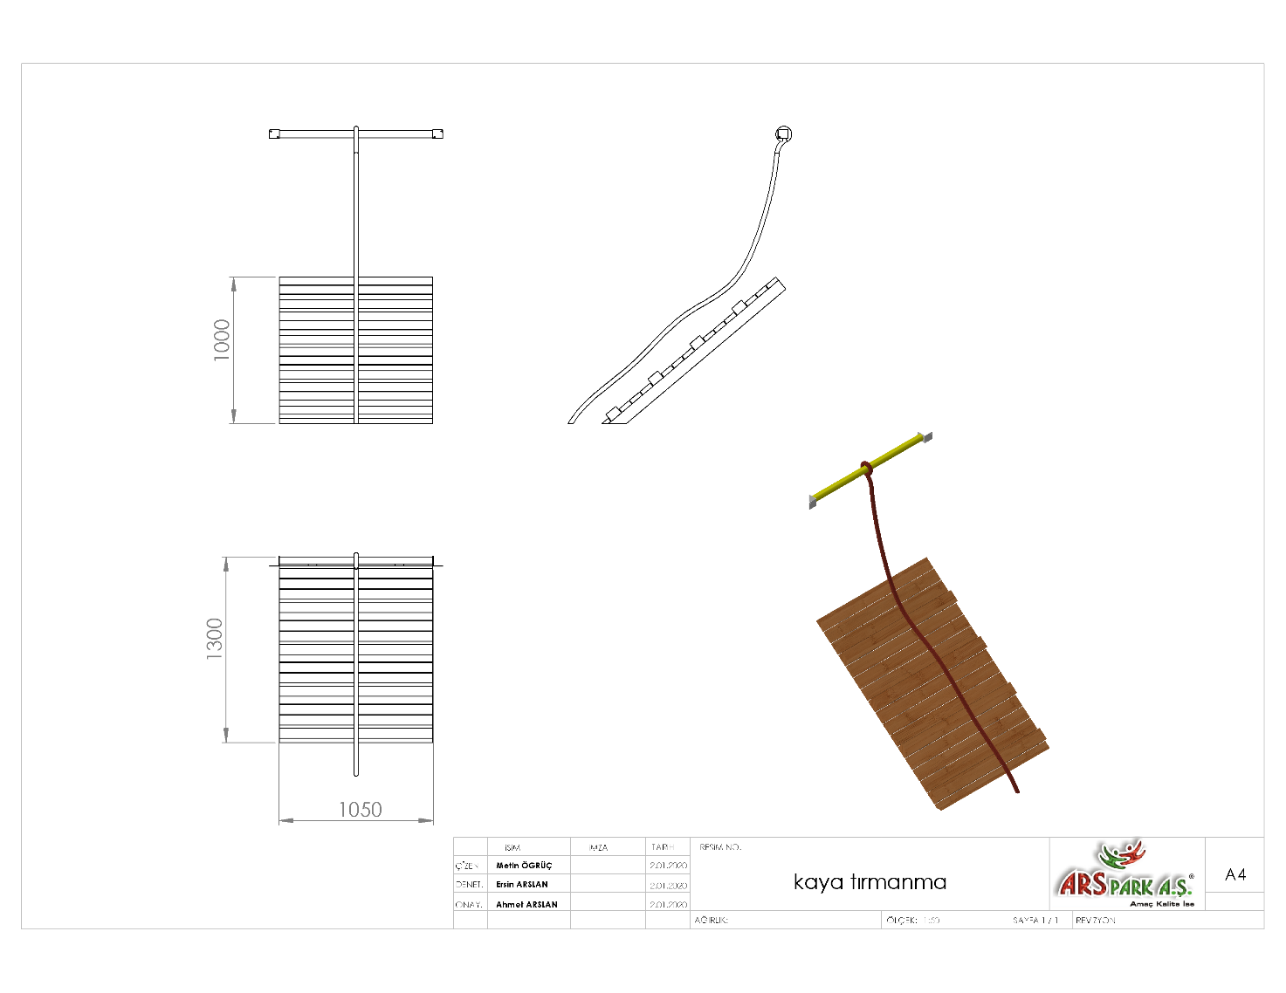 1000
1300
1050
İSİM
İMZA
TARİH
RESİM NO.
ÇİZEN
Metin ÖGRÜÇ
2.01.2020
DENET.
Ersin ARSLAN
2.01.2020
ONAY.
Ahmet ARSLAN
2.01.2020
kaya tırmanma
ARSPARK A.Ş.®
Amaç Kalite ise
A4
AĞIRLIK:
ÖLÇEK:
SAYFA 1 / 1
REVİZYON